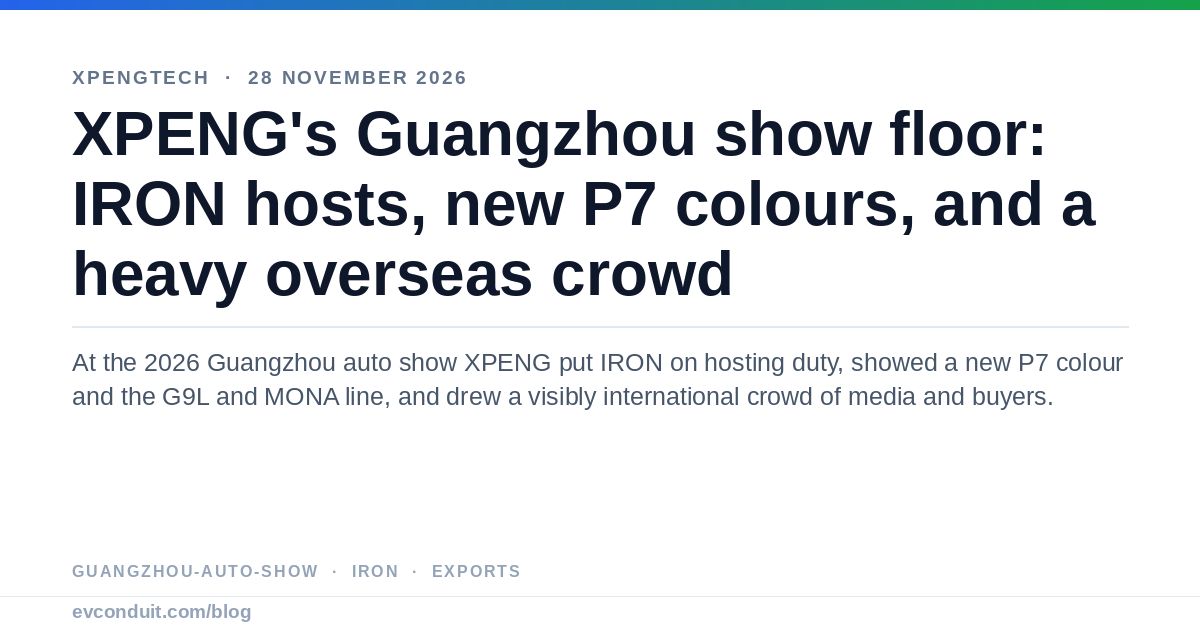 XPENGTECH · 28 NOVEMBER 2026
XPENG's Guangzhou show floor:
IRON hosts, new P7 colours, and a
heavy overseas crowd
At the 2026 Guangzhou auto show XPENG put IRON on hosting duty, showed a new P7 colour
and the G9L and MONA line, and drew a visibly international crowd of media and buyers.
GUANGZHOU-AUTO-SHOW · IRON · EXPORTS
evconduit.com/blog